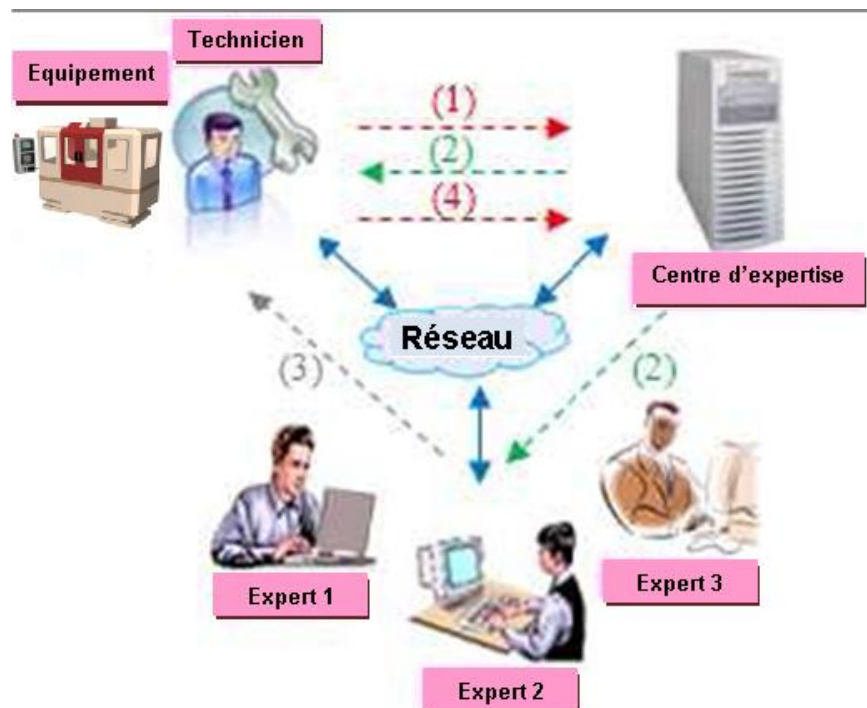 Technicien
Equipement
(1)
(2)
(4)
Centre d’expertise
Réseau
(3)
(2)
Expert 1
Expert 3
Expert 2